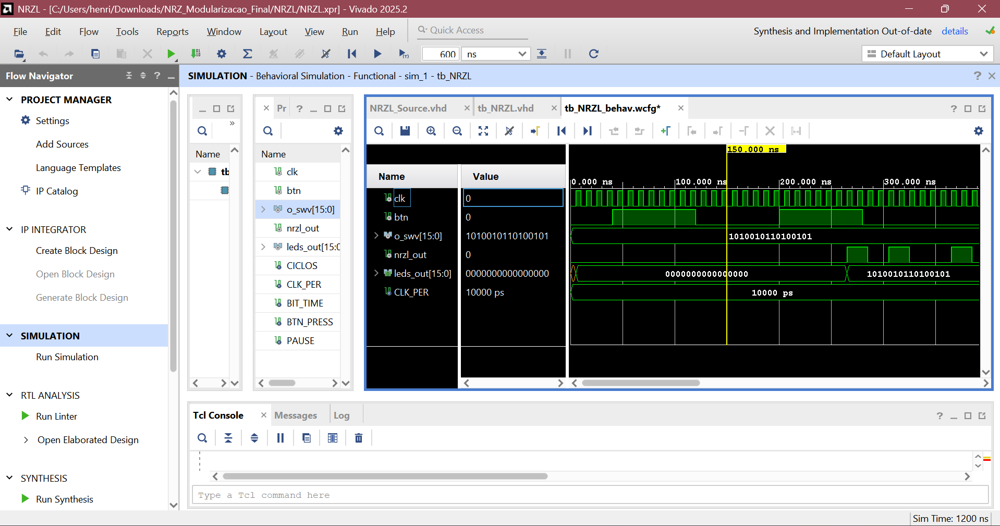 NRZL - [C:/Users/henri/Downloads/NRZ_Modularizacao_Final/NRZL/NRZL.xpr] - Vivado 2025.2
File Edit Flow Tools Reports Window Layout View Run Help Quick Access
Synthesis and Implementation Out-of-date details
600 ns
Default Layout
Flow Navigator
PROJECT MANAGER
Settings
Add Sources
Language Templates
IP Catalog
IP INTEGRATOR
Create Block Design
Open Block Design
Generate Block Design
SIMULATION
Run Simulation
RTL ANALYSIS
Run Linter
Open Elaborated Design
SYNTHESIS
Run Synthesis
SIMULATION - Behavioral Simulation - Functional - sim_1 - tb_NRZL
Name
tb
Pr
Name
clk
btn
o_swv[15:0]
nrzl_out
leds_out[15:0
CICLOS
CLK_PER
BIT_TIME
BTN_PRESS
PAUSE
NRZL_Source.vhd tb_NRZL.vhd tb_NRZL_behav.wcfg*
150.000 ns
Name Value
0.000 ns 100.000 ns 200.000 ns 300.000 ns
clk 0
btn 0
o_swv[15:0] 1010010110100101 1010010110100101
nrzl_out 0
leds_out[15:0] 0000000000000000 0000000000000000 1010010110100101
CLK_PER 10000 ps 10000 ps
Tcl Console Messages Log
Type a Tcl command here
Sim Time: 1200 ns